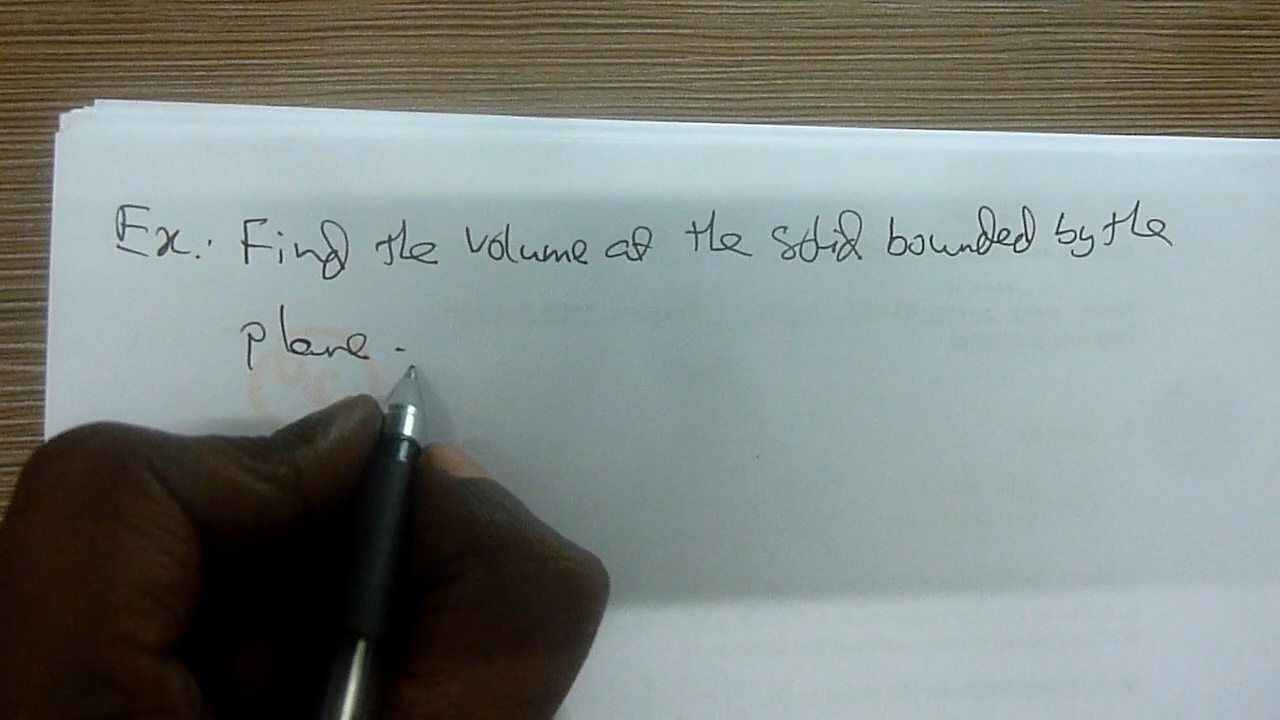 Ex: Find the volume of the solid bounded by the
plane -